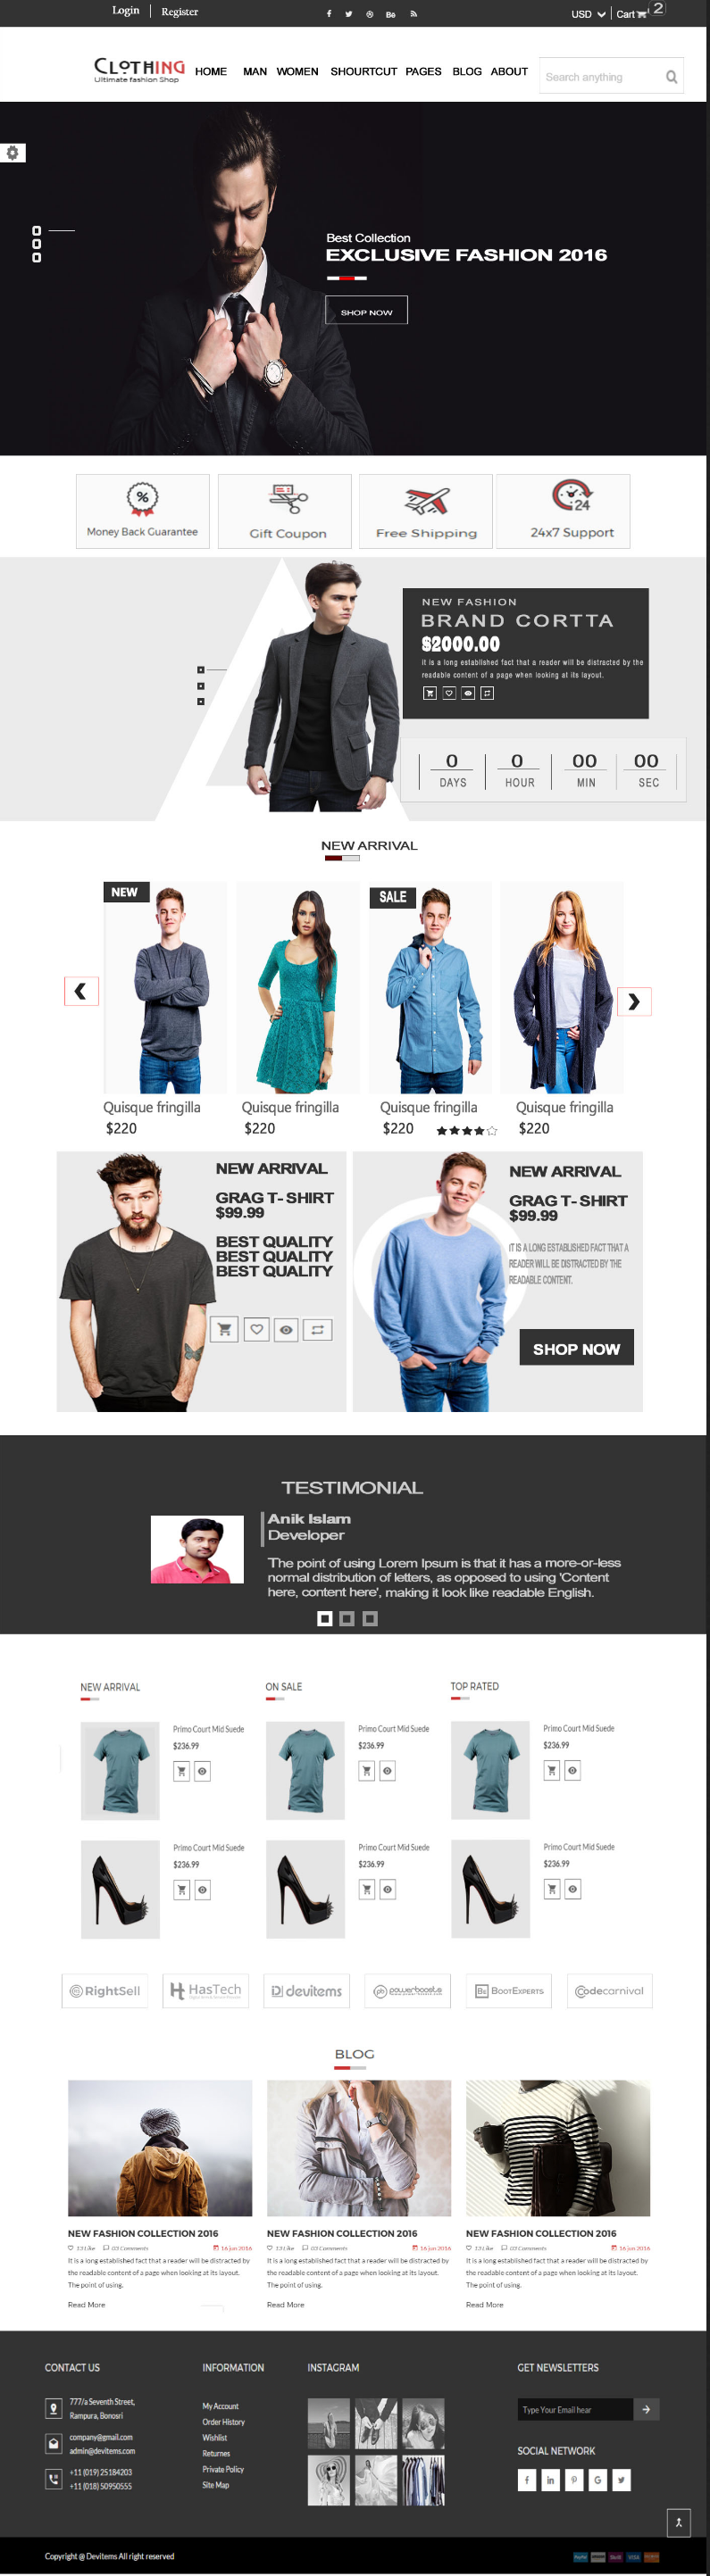 Login | Register
Bē
USD
Cart 2
CLOTHING
Ultimate fashion Shop
HOME MAN WOMEN SHOURTCUT PAGES BLOG ABOUT
Search anything
Best Collection
EXCLUSIVE FASHION 2016
SHOP NOW
%
24
Money Back Guarantee
Gift Coupon
Free Shipping
24x7 Support
NEW FASHION
BRAND CORTTA
$2000.00
it is a long established fact that a reader will be distracted by the
readable content of a page when looking at its layout.
0 0 00 00
DAYS HOUR MIN SEC
NEW ARRIVAL
NEW
SALE
Quisque fringilla Quisque fringilla Quisque fringilla Quisque fringilla
$220 $220 $220 $220
NEW ARRIVAL
GRAG T- SHIRT
$99.99
BEST QUALITY
BEST QUALITY
BEST QUALITY
NEW ARRIVAL
GRAG T- SHIRT
$99.99
IT IS A LONG ESTABLISHED FACT THAT A
READER WILL BE DISTRACTED BY THE
READABLE CONTENT.
SHOP NOW
TESTIMONIAL
Anik Islam
Developer
The point of using Lorem Ipsum is that it has a more-or-less
normal distribution of letters, as opposed to using 'Content
here, content here', making it look like readable English.
NEW ARRIVAL
ON SALE
TOP RATED
Primo Court Mid Suede Primo Court Mid Suede Primo Court Mid Suede
$236.99 $236.99 $236.99
Primo Court Mid Suede Primo Court Mid Suede Primo Court Mid Suede
$236.99 $236.99 $236.99
RightSell
HasTech
devitems
powerboosts
BE BOOTEXPERTS
Codecarnival
BLOG
NEW FASHION COLLECTION 2016
13 Like 03 Comments 16 jun 2016
It is a long established fact that a reader will be distracted by
the readable content of a page when looking at its layout.
The point of using.
Read More
NEW FASHION COLLECTION 2016
13 Like 03 Comments 16 jun 2016
It is a long established fact that a reader will be distracted by
the readable content of a page when looking at its layout.
The point of using.
Read More
NEW FASHION COLLECTION 2016
13 Like 03 Comments 16 jun 2016
It is a long established fact that a reader will be distracted by
the readable content of a page when looking at its layout.
The point of using.
Read More
CONTACT US
777/a Seventh Street,
Rampura, Bonosri
company@gmail.com
admin@devitems.com
+11 (019) 25184203
+11 (018) 50950555
INFORMATION
My Account
Order History
Wishlist
Returnes
Private Policy
Site Map
INSTAGRAM
GET NEWSLETTERS
Type Your Email hear
SOCIAL NETWORK
Copyright @ Devitems All right reserved
PayPal
VISA